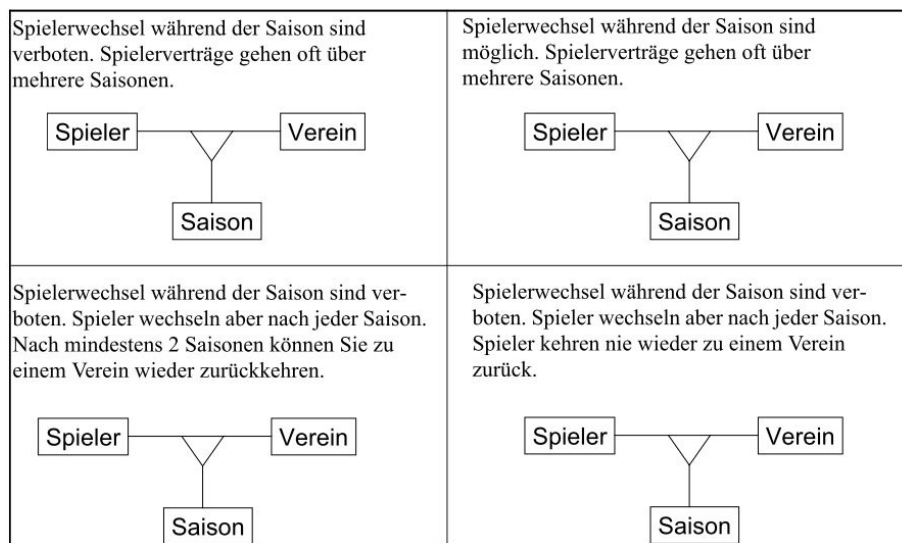 Spielerwechsel während der Saison sind
verboten. Spielerverträge gehen oft über
mehrere Saisonen.
Spieler
Verein
Saison
Spielerwechsel während der Saison sind
möglich. Spielerverträge gehen oft über
mehrere Saisonen.
Spieler
Verein
Saison
Spielerwechsel während der Saison sind ver-
boten. Spieler wechseln aber nach jeder Saison.
Nach mindestens 2 Saisonen können Sie zu
einem Verein wieder zurückkehren.
Spieler
Verein
Saison
Spielerwechsel während der Saison sind ver-
boten. Spieler wechseln aber nach jeder Saison.
Spieler kehren nie wieder zu einem Verein
zurück.
Spieler
Verein
Saison